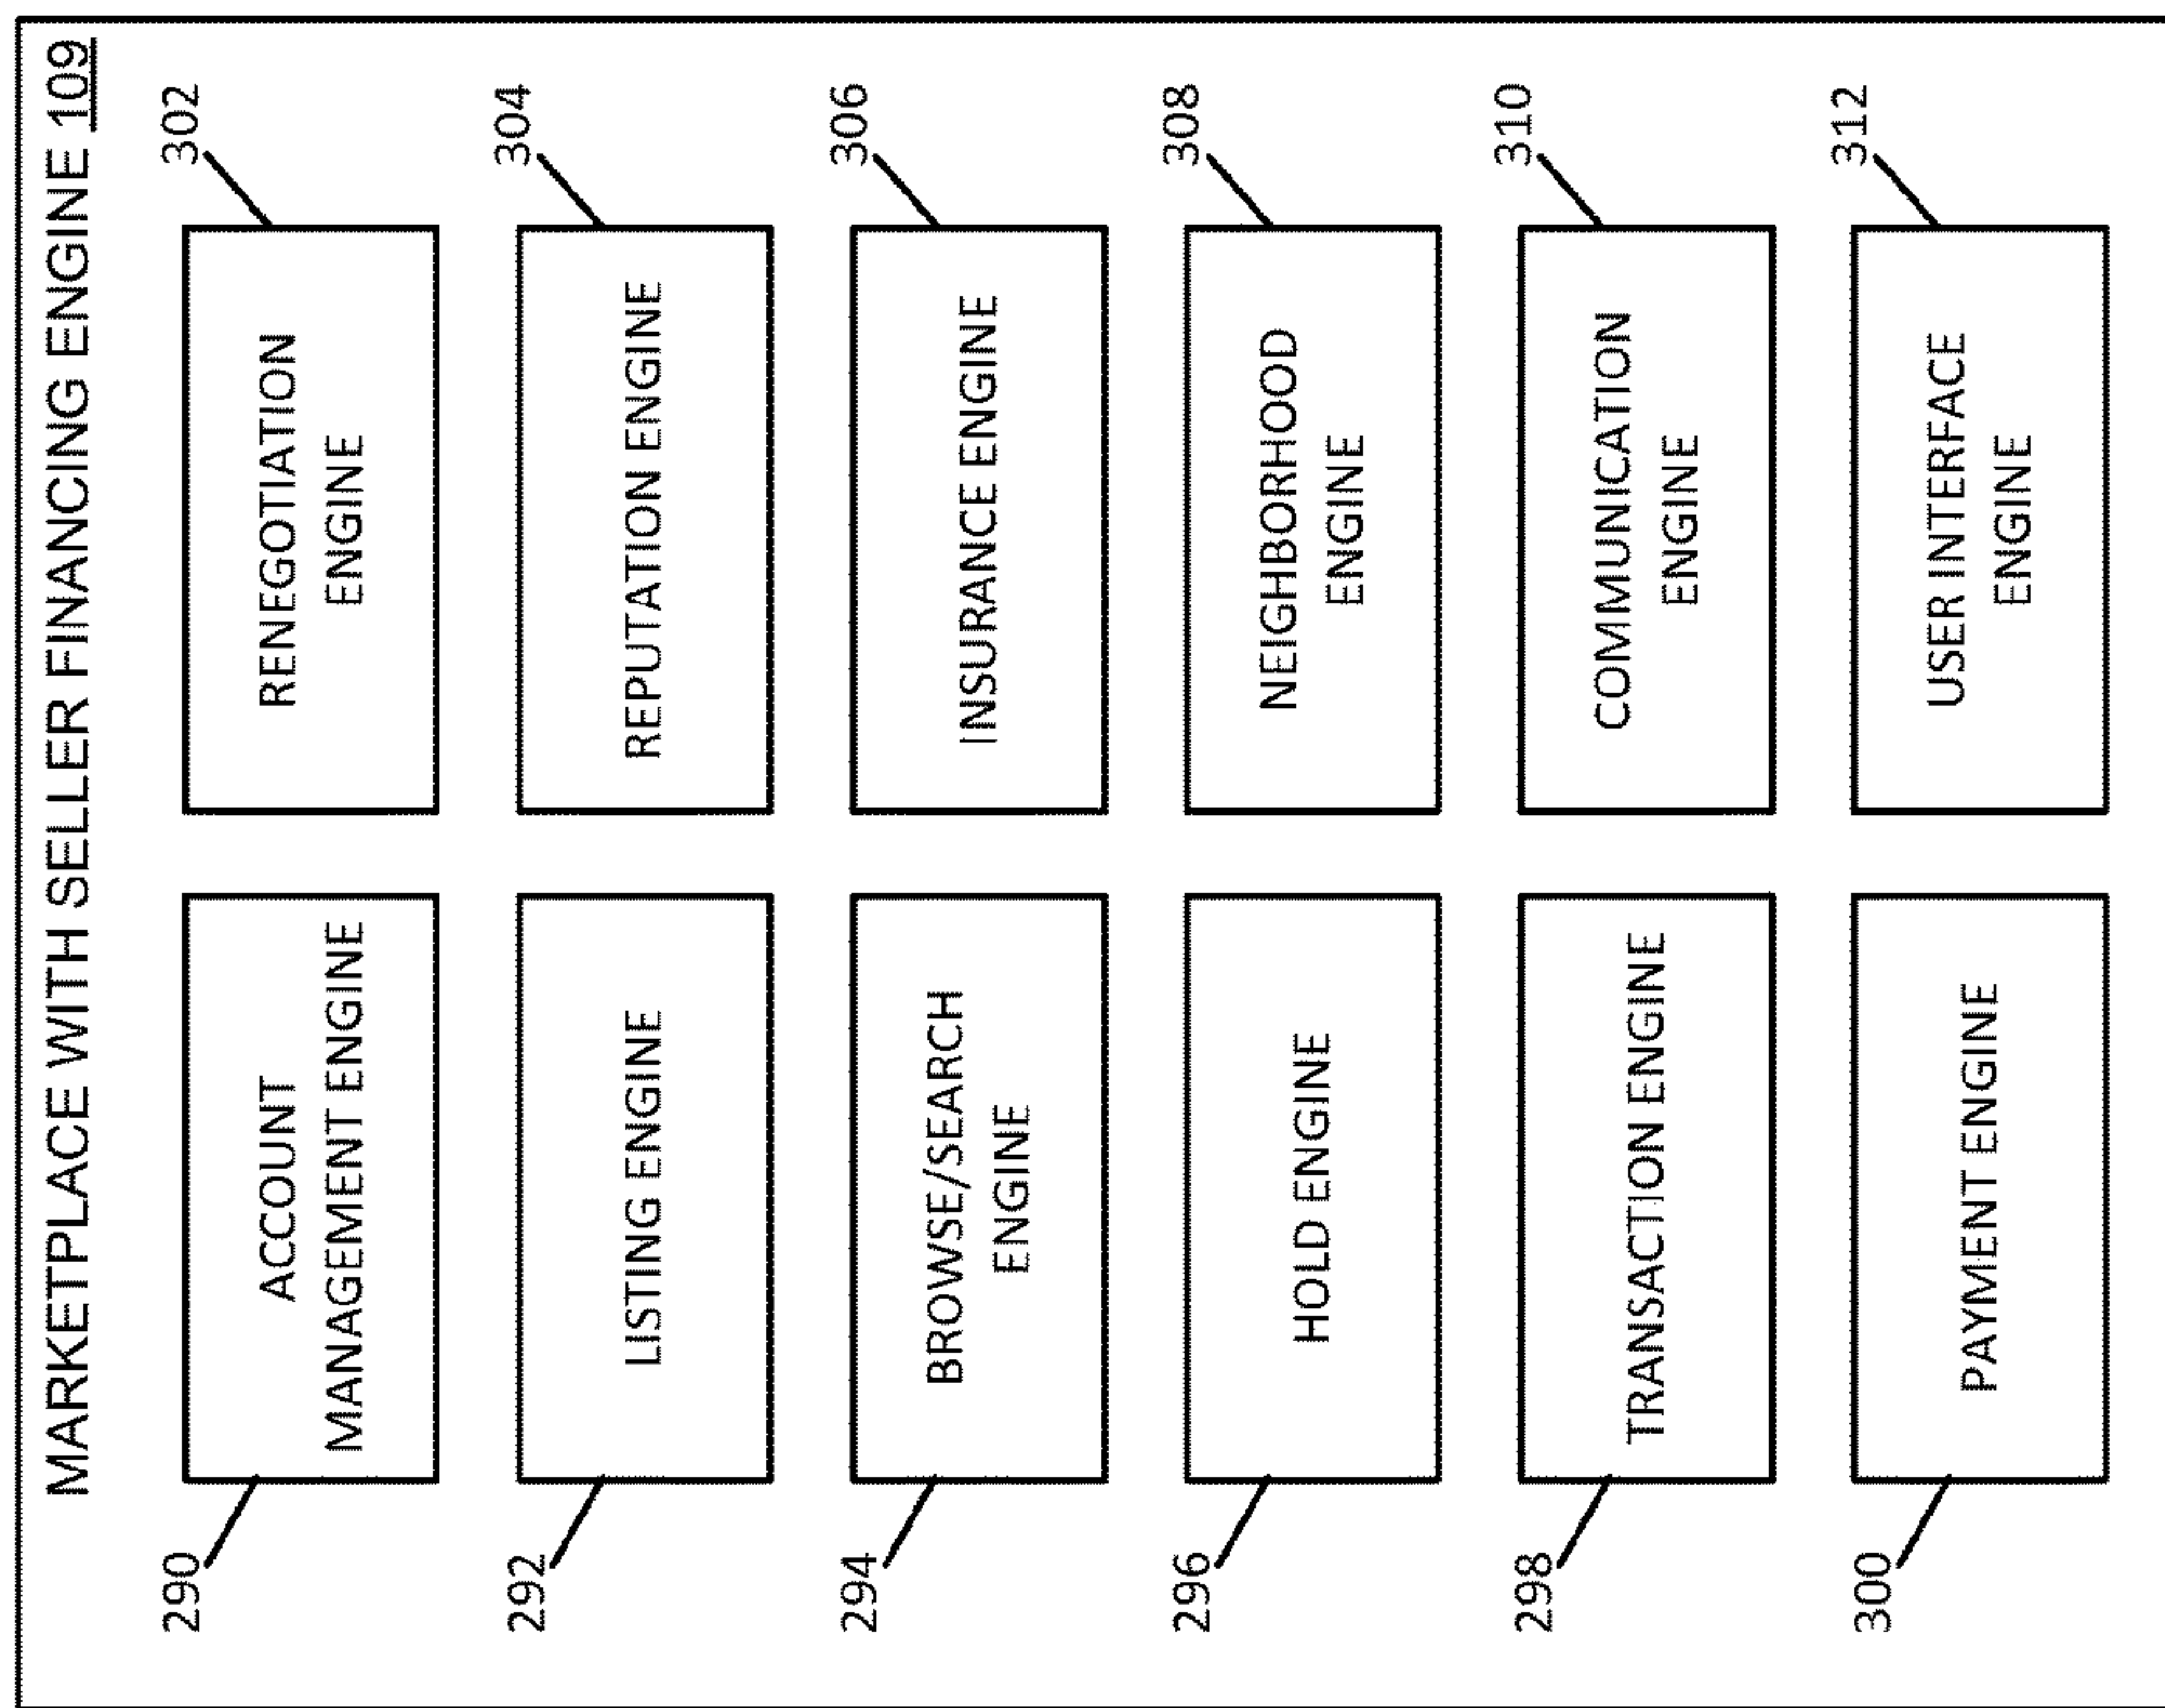 MARKETPLACE WITH SELLER FINANCING ENGINE 109
290
ACCOUNT
MANAGEMENT ENGINE
RENEGOTIATION
ENGINE
302
292
LISTING ENGINE
REPUTATION ENGINE
304
294
BROWSE/SEARCH
ENGINE
INSURANCE ENGINE
306
296
HOLD ENGINE
NEIGHBORHOOD
ENGINE
308
298
TRANSACTION ENGINE
COMMUNICATION
ENGINE
310
300
PAYMENT ENGINE
USER INTERFACE
ENGINE
312